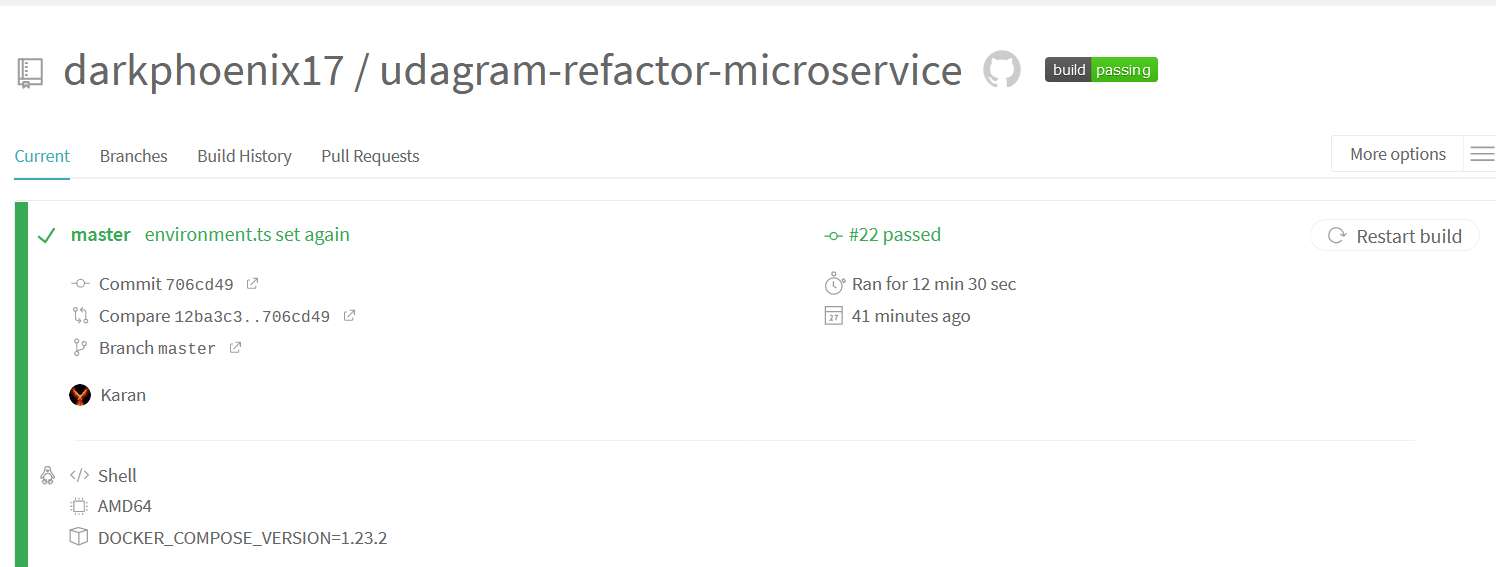 darkphoenix17 / udagram-refactor-microservice build passing
Current Branches Build History Pull Requests More options
master environment.ts set again #22 passed Restart build
Commit 706cd49 Ran for 12 min 30 sec
Compare 12ba3c3..706cd49 27 41 minutes ago
Branch master
Karan
</> Shell
AMD64
DOCKER_COMPOSE_VERSION=1.23.2